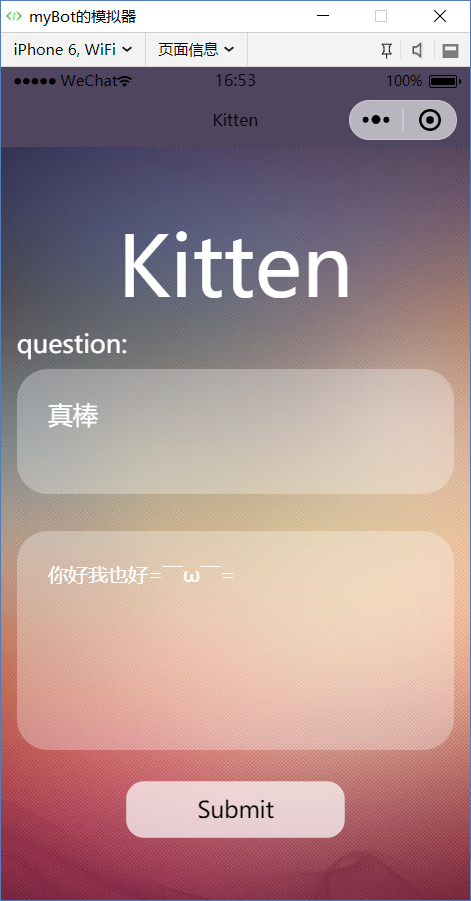 myBot的模拟器
iPhone 6, WiFi 页面信息
WeChat 16:53 100%
Kitten
Kitten
question:
真棒
你好我也好=￣ω￣=
Submit